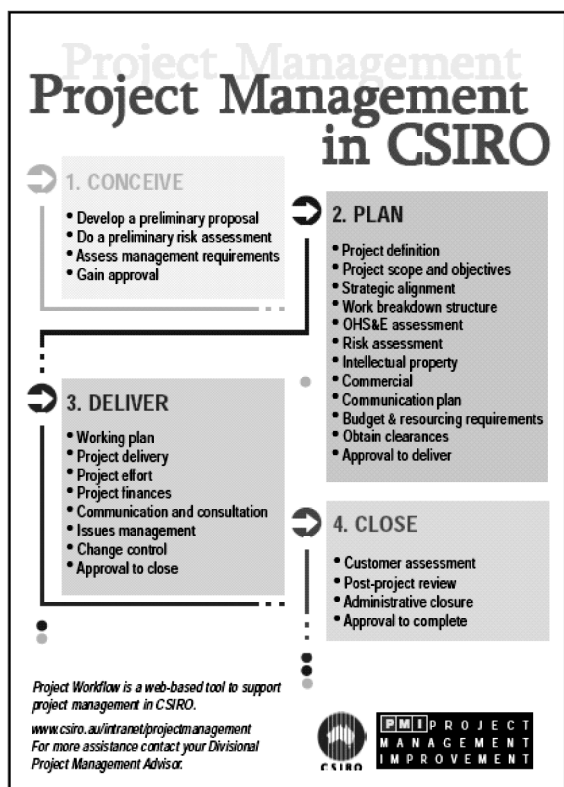 Project Management
Project Management
in CSIRO
1. CONCEIVE
• Develop a preliminary proposal
• Do a preliminary risk assessment
• Assess management requirements
• Gain approval
2. PLAN
• Project definition
• Project scope and objectives
• Strategic alignment
• Work breakdown structure
• OHS&E assessment
• Risk assessment
• Intellectual property
• Commercial
• Communication plan
• Budget & resourcing requirements
• Obtain clearances
• Approval to deliver
3. DELIVER
• Working plan
• Project delivery
• Project effort
• Project finances
• Communication and consultation
• Issues management
• Change control
• Approval to close
4. CLOSE
• Customer assessment
• Post-project review
• Administrative closure
• Approval to complete
Project Workflow is a web-based tool to support
project management in CSIRO.
www.csiro.au/intranet/projectmanagement
For more assistance contact your Divisional
Project Management Advisor.
CSIRO
PMI PROJECT
MANAGEMENT
IMPROVEMENT